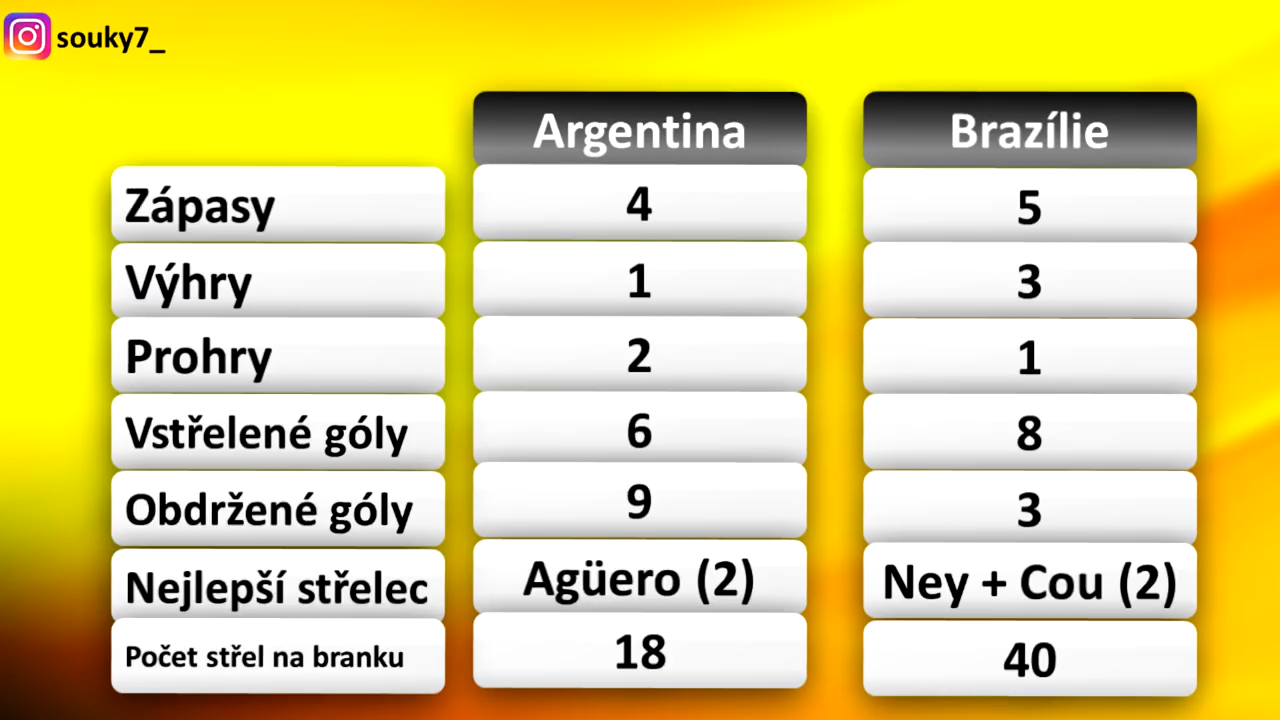 souky7_
Argentina Brazílie
Zápasy 4 5
Výhry 1 3
Prohry 2 1
Vstřelené góly 6 8
Obdržené góly 9 3
Nejlepší střelec Agüero (2) Ney + Cou (2)
Počet střel na branku 18 40